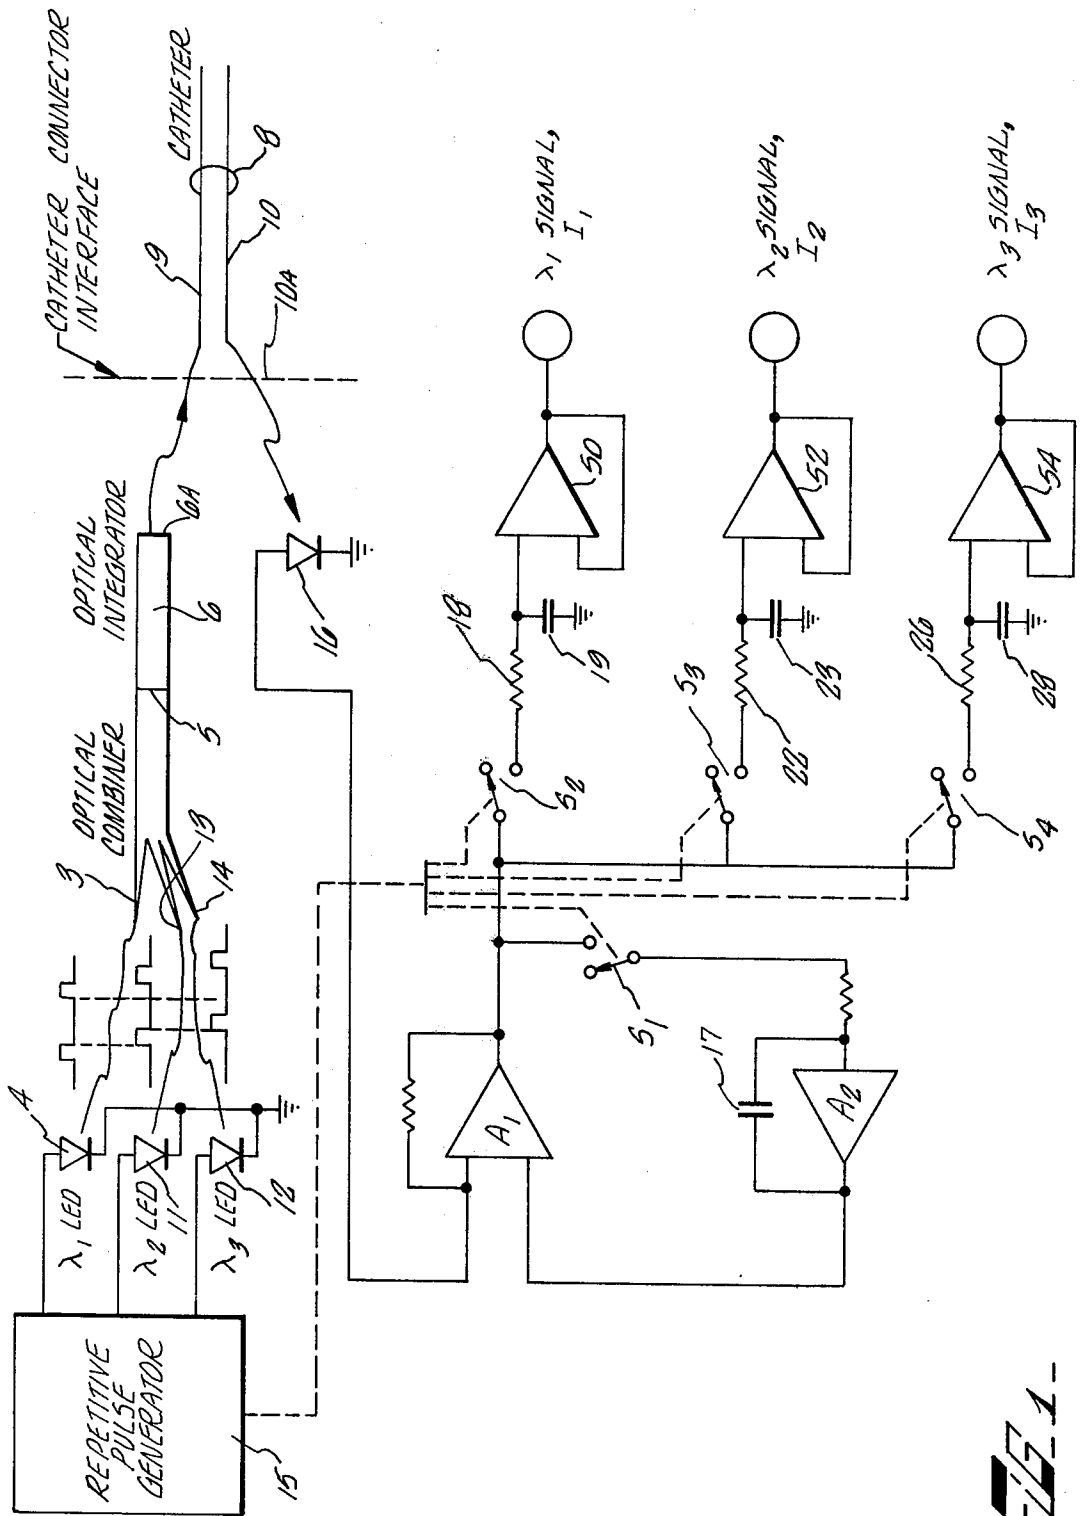 CATHETER CONNECTOR
INTERFACE
CATHETER
8
9
10
10A
OPTICAL
INTEGRATOR
6A
6
5
OPTICAL
COMBINER
3
13
14
16
4
λ1 LED
λ2 LED
11
λ3 LED
12
REPETITIVE
PULSE
GENERATOR
15
A1
A2
17
S1
S2
S3
S4
18
19
50
λ1 SIGNAL,
I1
22
23
52
λ2 SIGNAL,
I2
26
28
54
λ3 SIGNAL,
I3
FIG 1